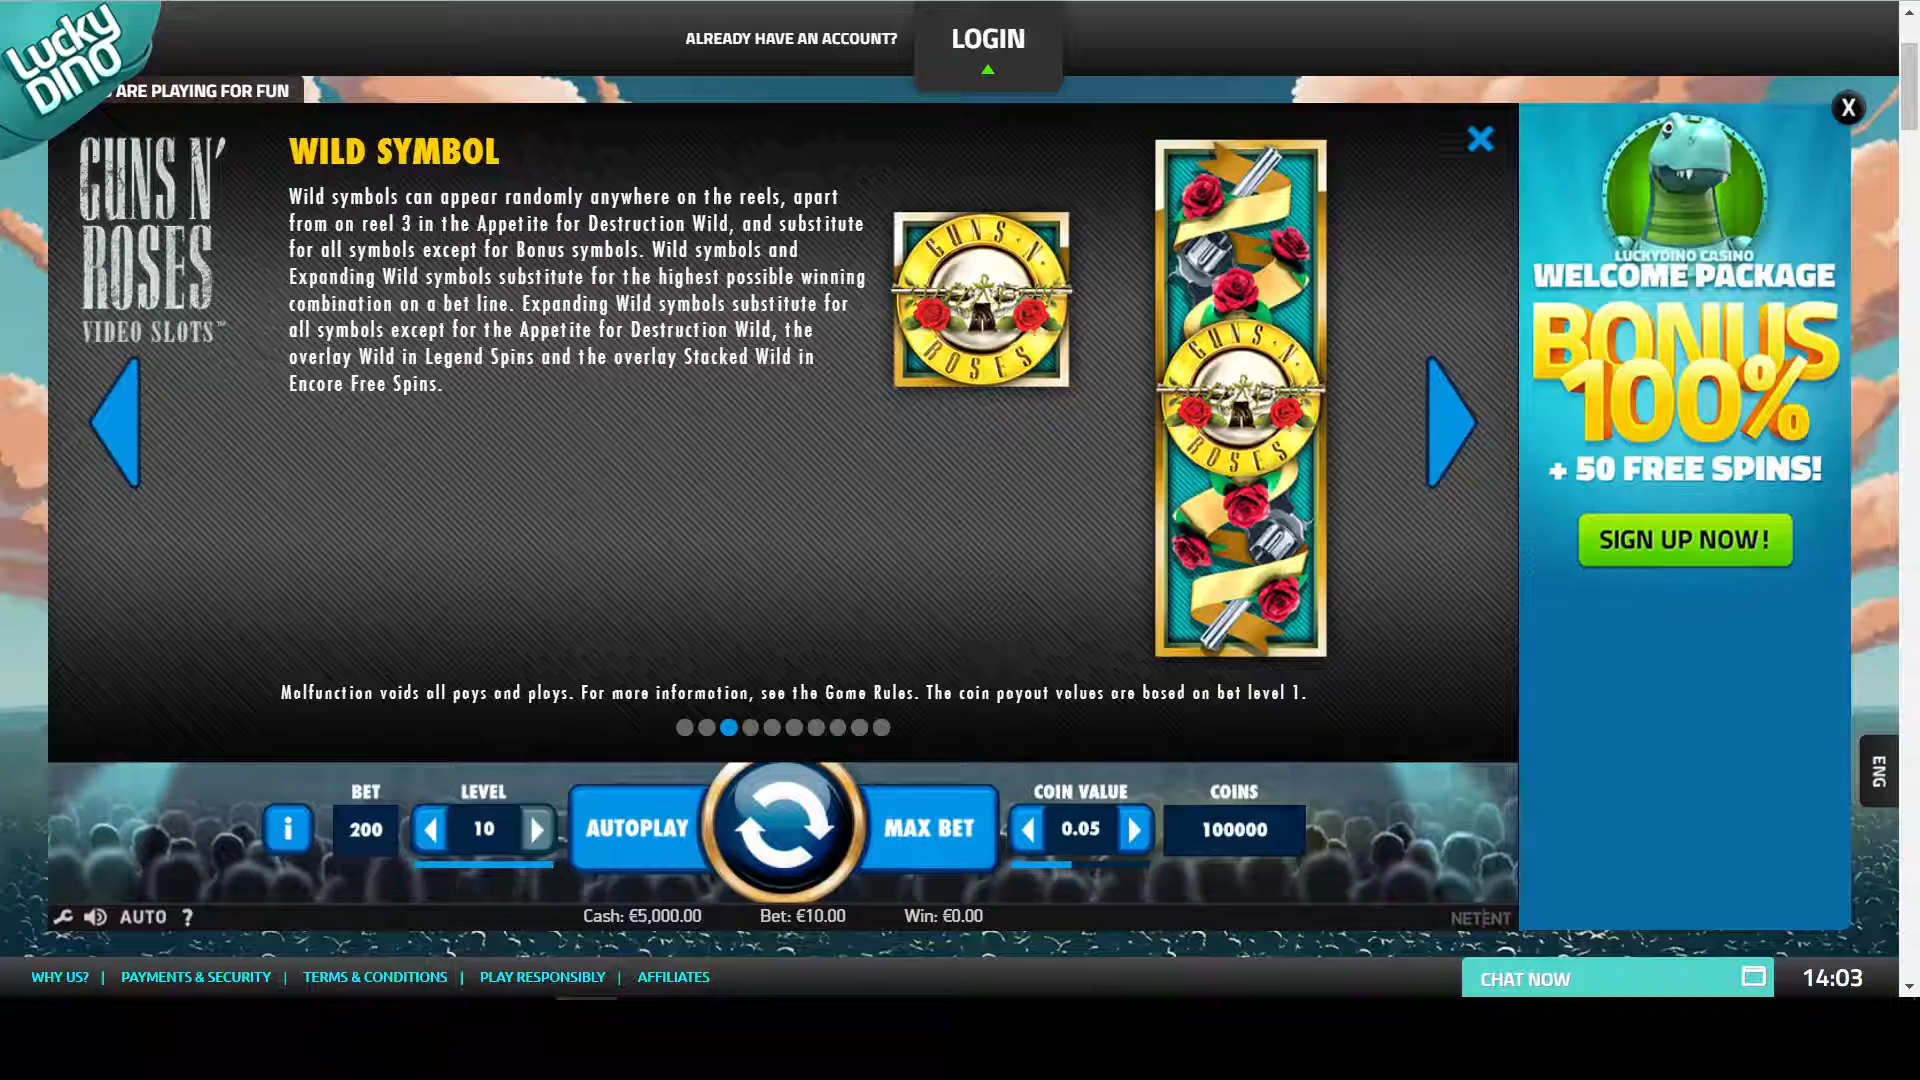 Lucky
DINO
ALREADY HAVE AN ACCOUNT?
LOGIN
ARE PLAYING FOR FUN
X
GUNS N'
ROSES
VIDEO SLOTS™
WILD SYMBOL
Wild symbols can appear randomly anywhere on the reels, apart
from on reel 3 in the Appetite for Destruction Wild, and substitute
for all symbols except for Bonus symbols. Wild symbols and
Expanding Wild symbols substitute for the highest possible winning
combination on a bet line. Expanding Wild symbols substitute for
all symbols except for the Appetite for Destruction Wild, the
overlay Wild in Legend Spins and the overlay Stacked Wild in
Encore Free Spins.
GUNS · N ·
ROSES
GUNS · N ·
ROSES
LUCKYDINO CASINO
WELCOME PACKAGE
BONUS
100%
+ 50 FREE SPINS!
SIGN UP NOW!
Malfunction voids all pays and plays. For more information, see the Game Rules. The coin payout values are based on bet level 1.
ENG
BET
LEVEL
COIN VALUE
COINS
i
200
10
AUTOPLAY
MAX BET
0.05
100000
AUTO ?
Cash: €5,000.00
Bet: €10.00
Win: €0.00
NETENT
WHY US? | PAYMENTS & SECURITY | TERMS & CONDITIONS | PLAY RESPONSIBLY | AFFILIATES
CHAT NOW
14:03